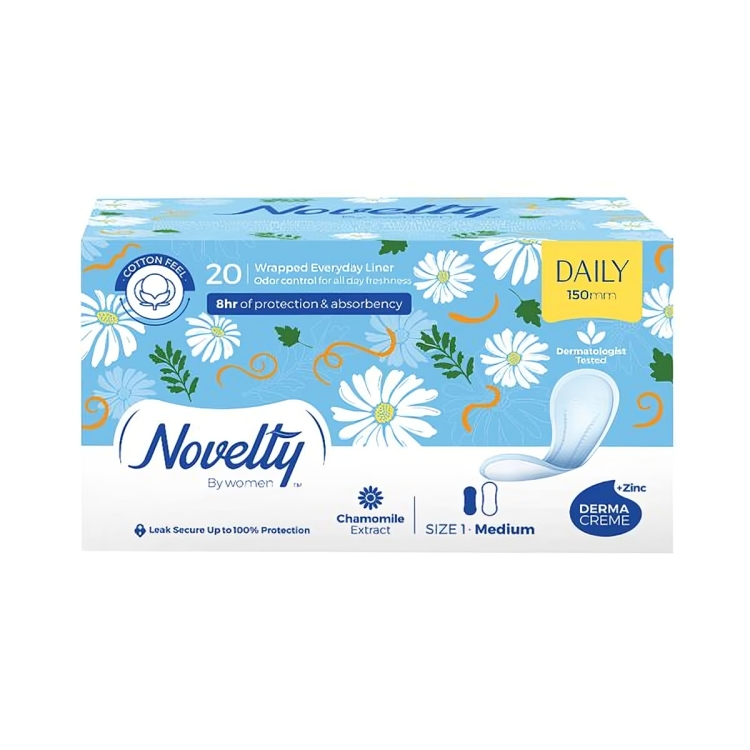 Novelty
COTTON FEEL
20 Wrapped Everyday Liner
Odor control for all day freshness
8hr of protection & absorbency
DAILY
150mm
Dermatologist
Tested
Novelty
By women ™
Leak Secure Up to 100% Protection
Chamomile
Extract
SIZE 1 · Medium
+Zinc
DERMA
CREME